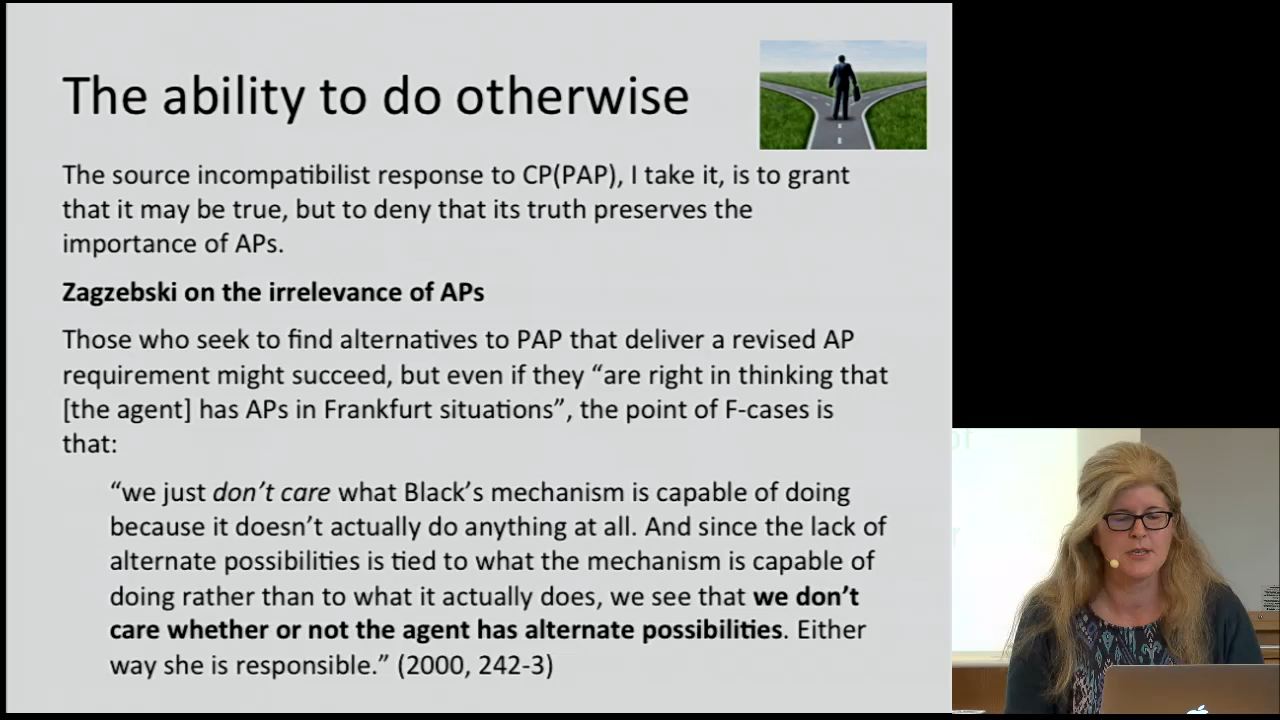 The ability to do otherwise
The source incompatibilist response to CP(PAP), I take it, is to grant
that it may be true, but to deny that its truth preserves the
importance of APs.
Zagzebski on the irrelevance of APs
Those who seek to find alternatives to PAP that deliver a revised AP
requirement might succeed, but even if they “are right in thinking that
[the agent] has APs in Frankfurt situations”, the point of F-cases is
that:
“we just don’t care what Black’s mechanism is capable of doing
because it doesn’t actually do anything at all. And since the lack of
alternate possibilities is tied to what the mechanism is capable of
doing rather than to what it actually does, we see that we don’t
care whether or not the agent has alternate possibilities. Either
way she is responsible.” (2000, 242-3)